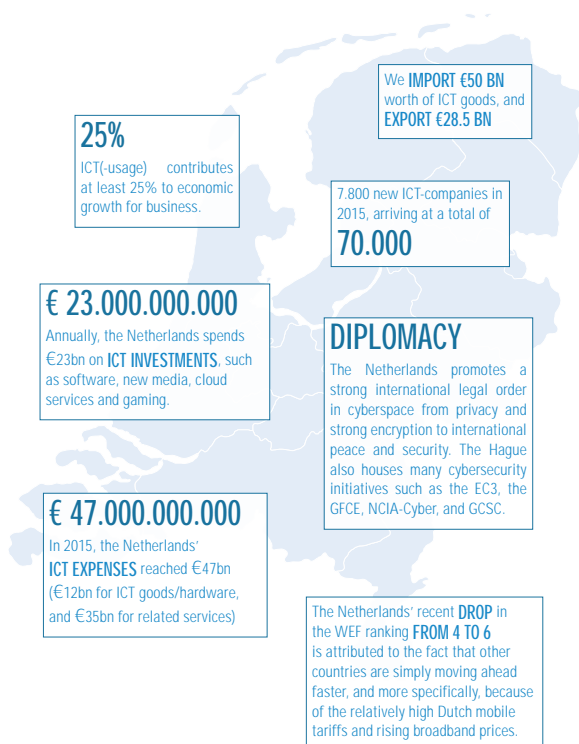 We IMPORT €50 BN
worth of ICT goods, and
EXPORT €28.5 BN
25%
ICT(-usage) contributes
at least 25% to economic
growth for business.
7.800 new ICT-companies in
2015, arriving at a total of
70.000
€ 23.000.000.000
Annually, the Netherlands spends
€23bn on ICT INVESTMENTS, such
as software, new media, cloud
services and gaming.
DIPLOMACY
The Netherlands promotes a
strong international legal order
in cyberspace from privacy and
strong encryption to international
peace and security. The Hague
also houses many cybersecurity
initiatives such as the EC3, the
GFCE, NCIA-Cyber, and GCSC.
€ 47.000.000.000
In 2015, the Netherlands'
ICT EXPENSES reached €47bn
(€12bn for ICT goods/hardware,
and €35bn for related services)
The Netherlands' recent DROP in
the WEF ranking FROM 4 TO 6
is attributed to the fact that other
countries are simply moving ahead
faster, and more specifically, because
of the relatively high Dutch mobile
tariffs and rising broadband prices.